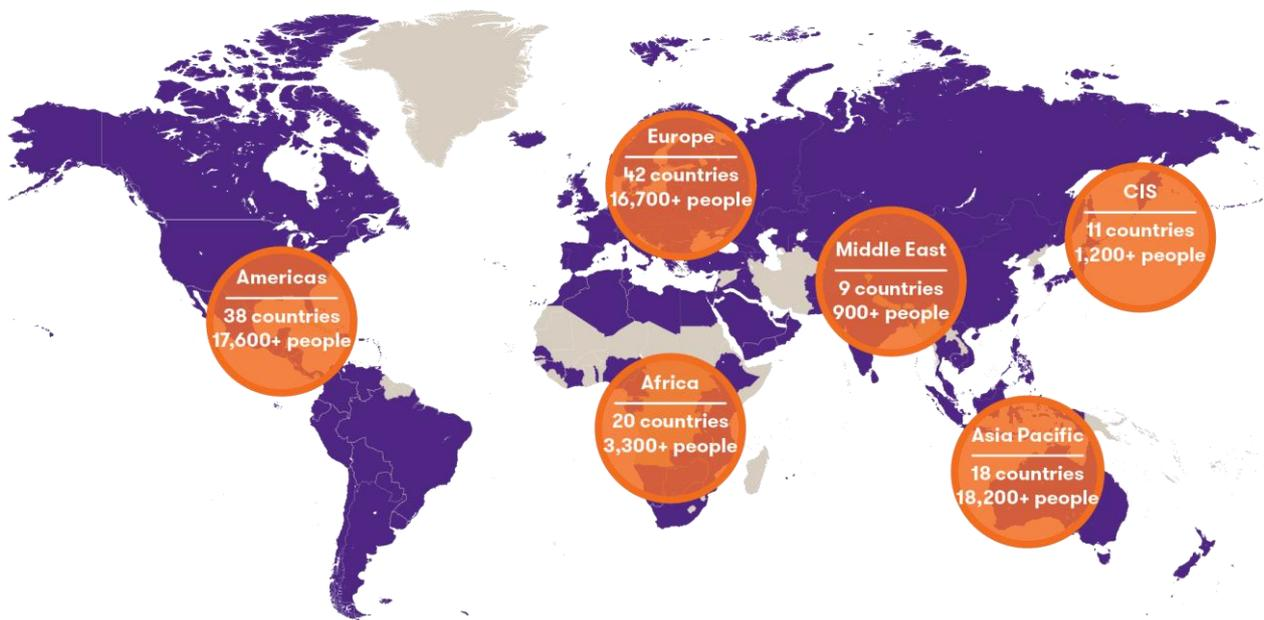 Europe
42 countries
16,700+ people
CIS
11 countries
1,200+ people
Middle East
9 countries
900+ people
Americas
38 countries
17,600+ people
Africa
20 countries
3,300+ people
Asia Pacific
18 countries
18,200+ people